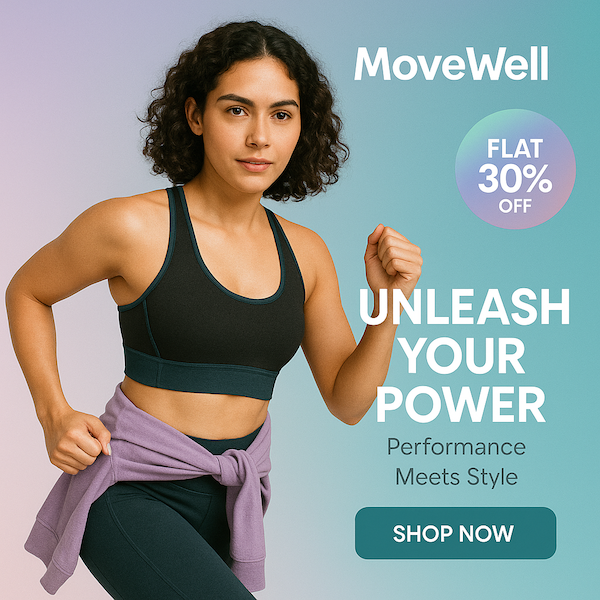 MoveWell
FLAT
30%
OFF
UNLEASH
YOUR
POWER
Performance
Meets Style
SHOP NOW